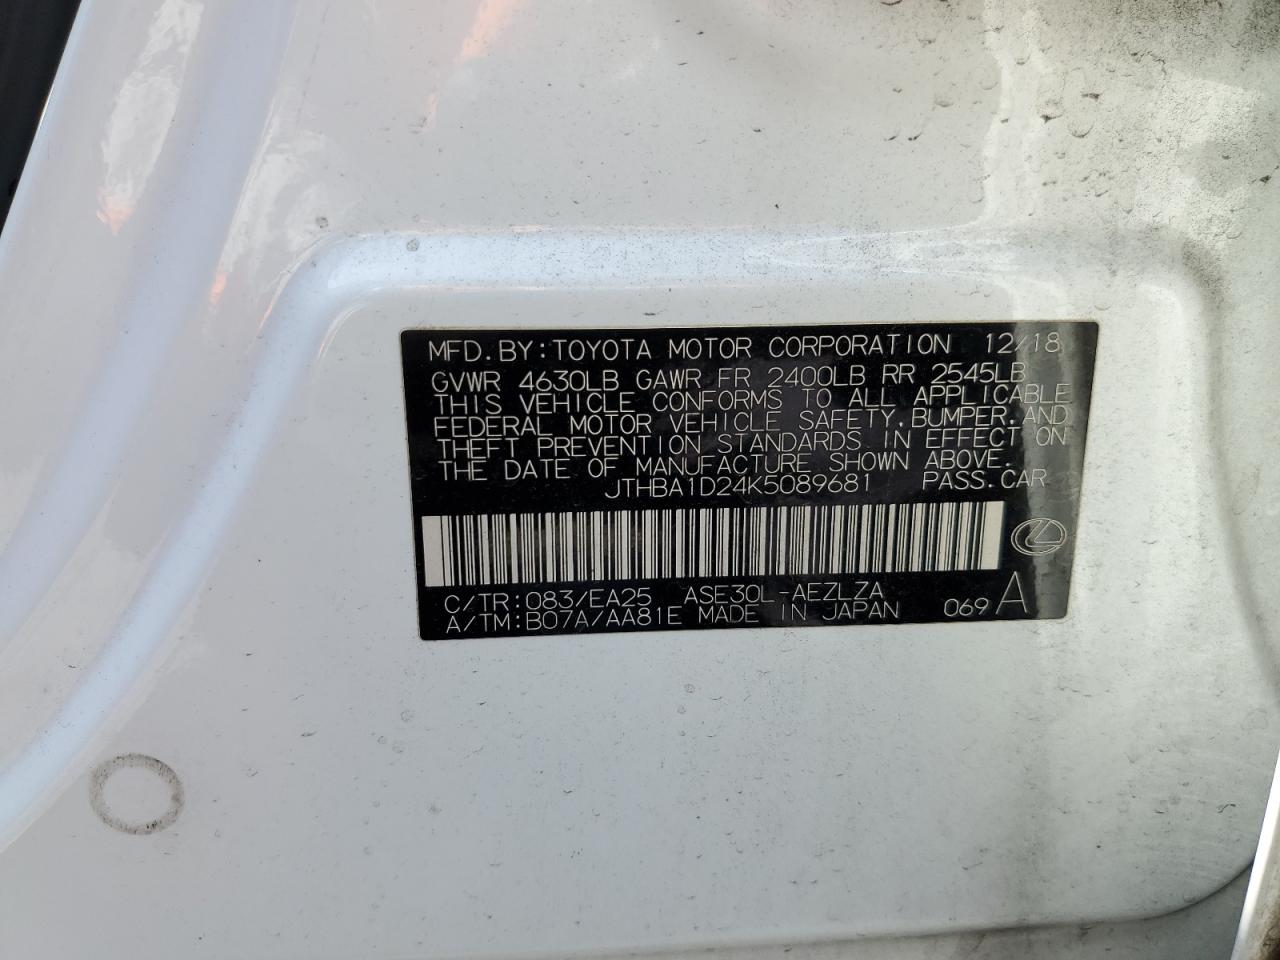 MFD.BY:TOYOTA MOTOR CORPORATION 12/18
GVWR 4630LB GAWR FR 2400LB RR 2545LB
THIS VEHICLE CONFORMS TO ALL APPLICABLE
FEDERAL MOTOR VEHICLE SAFETY,BUMPER,AND
THEFT PREVENTION STANDARDS IN EFFECT ON
THE DATE OF MANUFACTURE SHOWN ABOVE.
JTHBA1D24K5089681 PASS.CAR
C/TR:083/EA25 ASE30L-AEZLZA
A/TM:B07A/AA81E MADE IN JAPAN 069 A